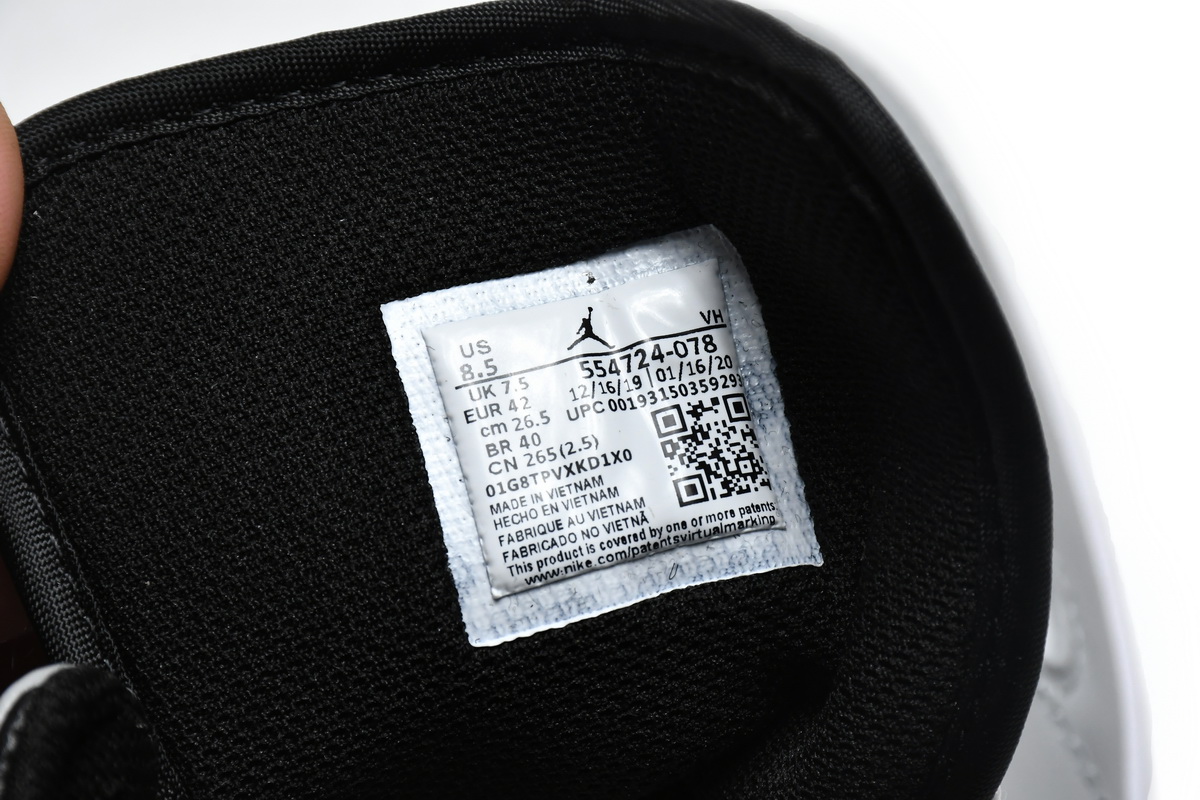 VH
US
8.5
554724-078
UK 7.5
12/16/19 | 01/16/20
EUR 42
UPC 00193150359293
cm 26.5
BR 40
CN 265(2.5)
01G8TPVXKD1X0
MADE IN VIETNAM
HECHO EN VIETNAM
FABRIQUE AU VIETNAM
FABRICADO NO VIETNÃ
This product is covered by one or more patents
www.nike.com/patentsvirtualmarking